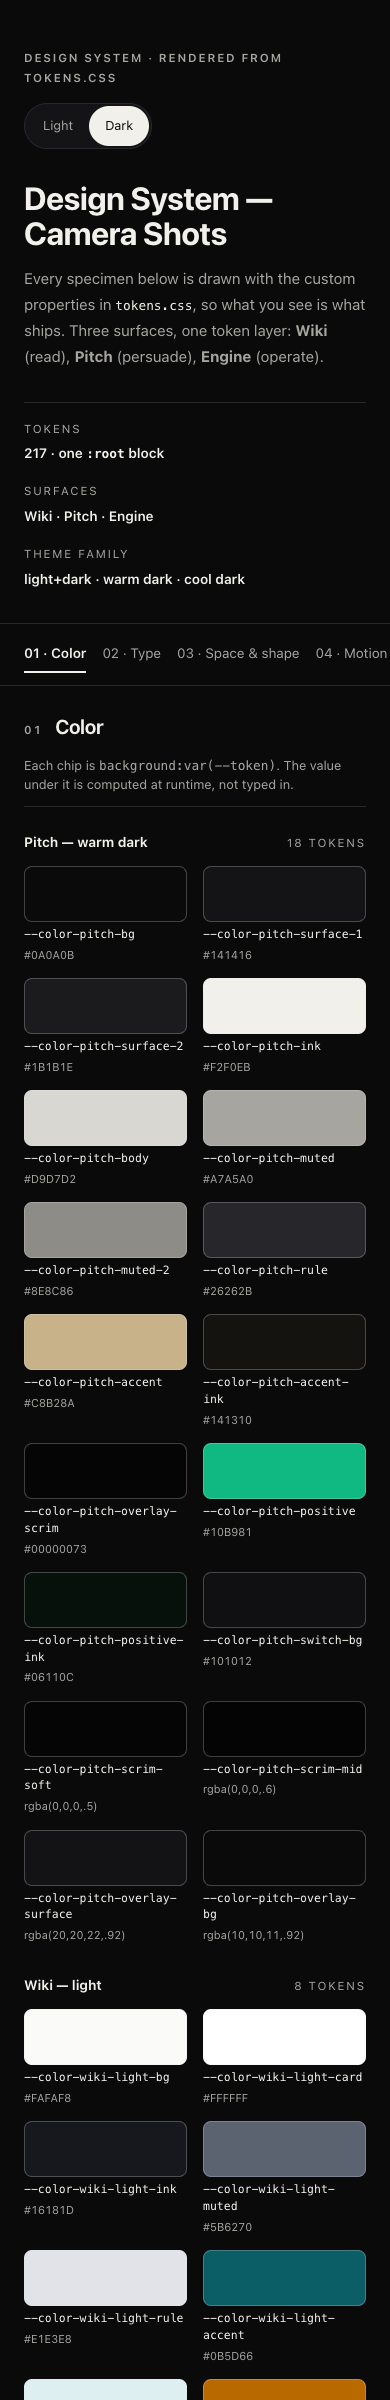 DESIGN SYSTEM · RENDERED FROM
TOKENS.CSS
Light Dark
Design System —
Camera Shots
Every specimen below is drawn with the custom
properties in tokens.css, so what you see is what
ships. Three surfaces, one token layer: Wiki
(read), Pitch (persuade), Engine (operate).
TOKENS
217 · one :root block
SURFACES
Wiki · Pitch · Engine
THEME FAMILY
light+dark · warm dark · cool dark
01 · Color 02 · Type 03 · Space & shape 04 · Motion
01 Color
Each chip is background:var(--token). The value
under it is computed at runtime, not typed in.
Pitch — warm dark 18 TOKENS
--color-pitch-bg
#0A0A0B
--color-pitch-surface-1
#141416
--color-pitch-surface-2
#1B1B1E
--color-pitch-ink
#F2F0EB
--color-pitch-body
#D9D7D2
--color-pitch-muted
#A7A5A0
--color-pitch-muted-2
#8E8C86
--color-pitch-rule
#26262B
--color-pitch-accent
#C8B28A
--color-pitch-accent-
ink
#141310
--color-pitch-overlay-
scrim
#00000073
--color-pitch-positive
#10B981
--color-pitch-positive-
ink
#06110C
--color-pitch-switch-bg
#101012
--color-pitch-scrim-
soft
rgba(0,0,0,.5)
--color-pitch-scrim-mid
rgba(0,0,0,.6)
--color-pitch-overlay-
surface
rgba(20,20,22,.92)
--color-pitch-overlay-
bg
rgba(10,10,11,.92)
Wiki — light 8 TOKENS
--color-wiki-light-bg
#FAFAF8
--color-wiki-light-card
#FFFFFF
--color-wiki-light-ink
#16181D
--color-wiki-light-
muted
#5B6270
--color-wiki-light-rule
#E1E3E8
--color-wiki-light-
accent
#0B5D66